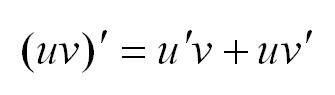 (uv)′ = u′v + uv′